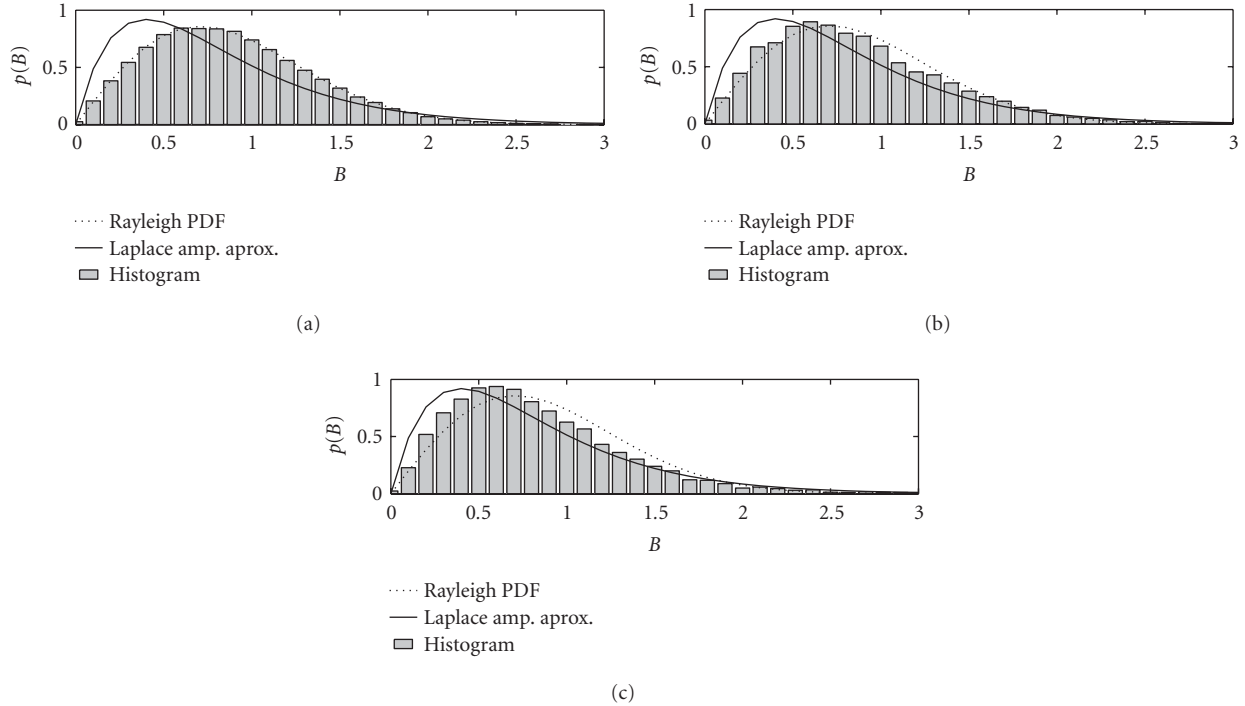 1
0.5
0
p(B)
0 0.5 1 1.5 2 2.5 3
B
Rayleigh PDF
Laplace amp. aprox.
Histogram
(a)
1
0.5
0
p(B)
0 0.5 1 1.5 2 2.5 3
B
Rayleigh PDF
Laplace amp. aprox.
Histogram
(b)
1
0.5
0
p(B)
0 0.5 1 1.5 2 2.5 3
B
Rayleigh PDF
Laplace amp. aprox.
Histogram
(c)